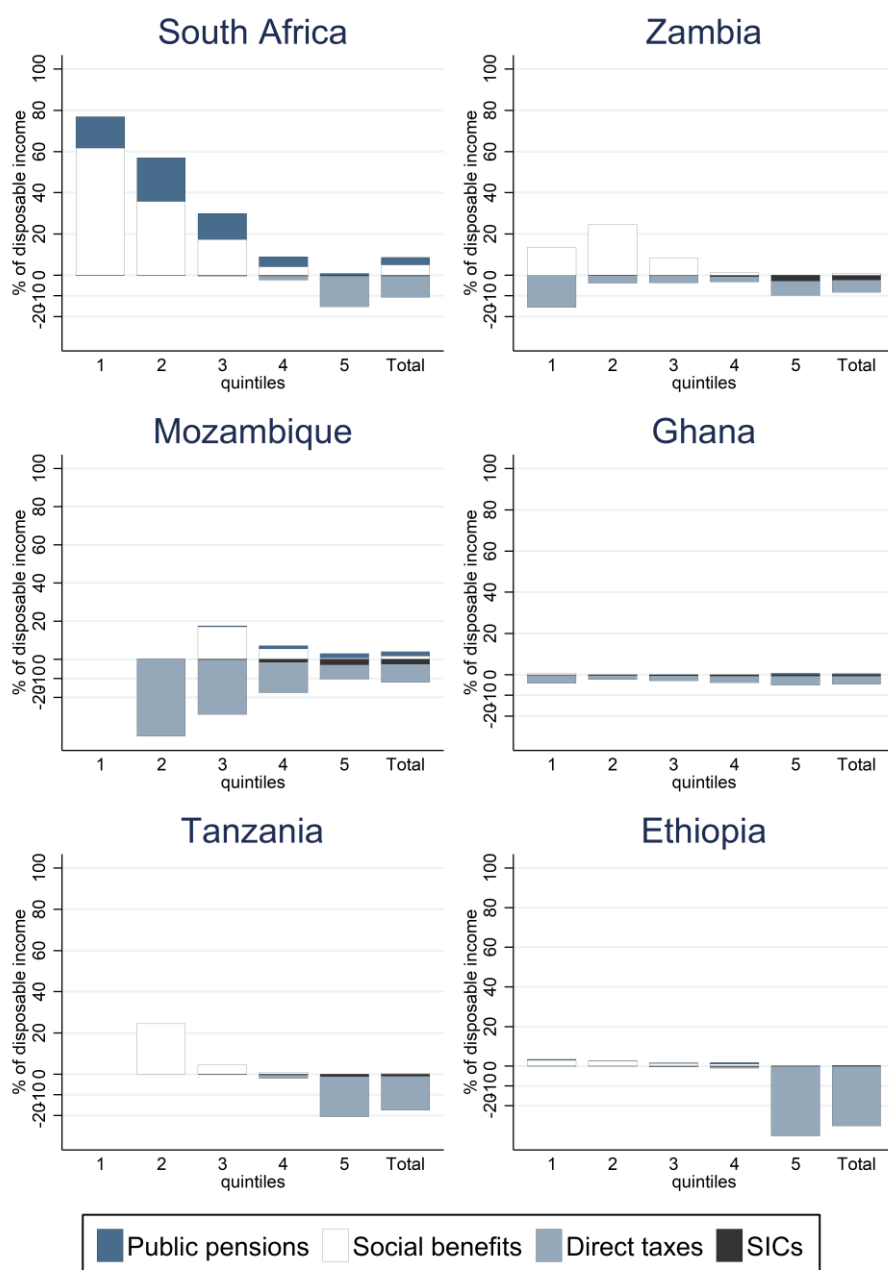 South Africa
% of disposable income
100
80
60
40
20
0
-10
-20
1 2 3 4 5 Total
quintiles
Zambia
% of disposable income
100
80
60
40
20
0
-10
-20
1 2 3 4 5 Total
quintiles
Mozambique
% of disposable income
100
80
60
40
20
0
-10
-20
1 2 3 4 5 Total
quintiles
Ghana
% of disposable income
100
80
60
40
20
0
-10
-20
1 2 3 4 5 Total
quintiles
Tanzania
% of disposable income
100
80
60
40
20
0
-10
-20
1 2 3 4 5 Total
quintiles
Ethiopia
% of disposable income
100
80
60
40
20
0
-10
-20
1 2 3 4 5 Total
quintiles
Public pensions Social benefits Direct taxes SICs